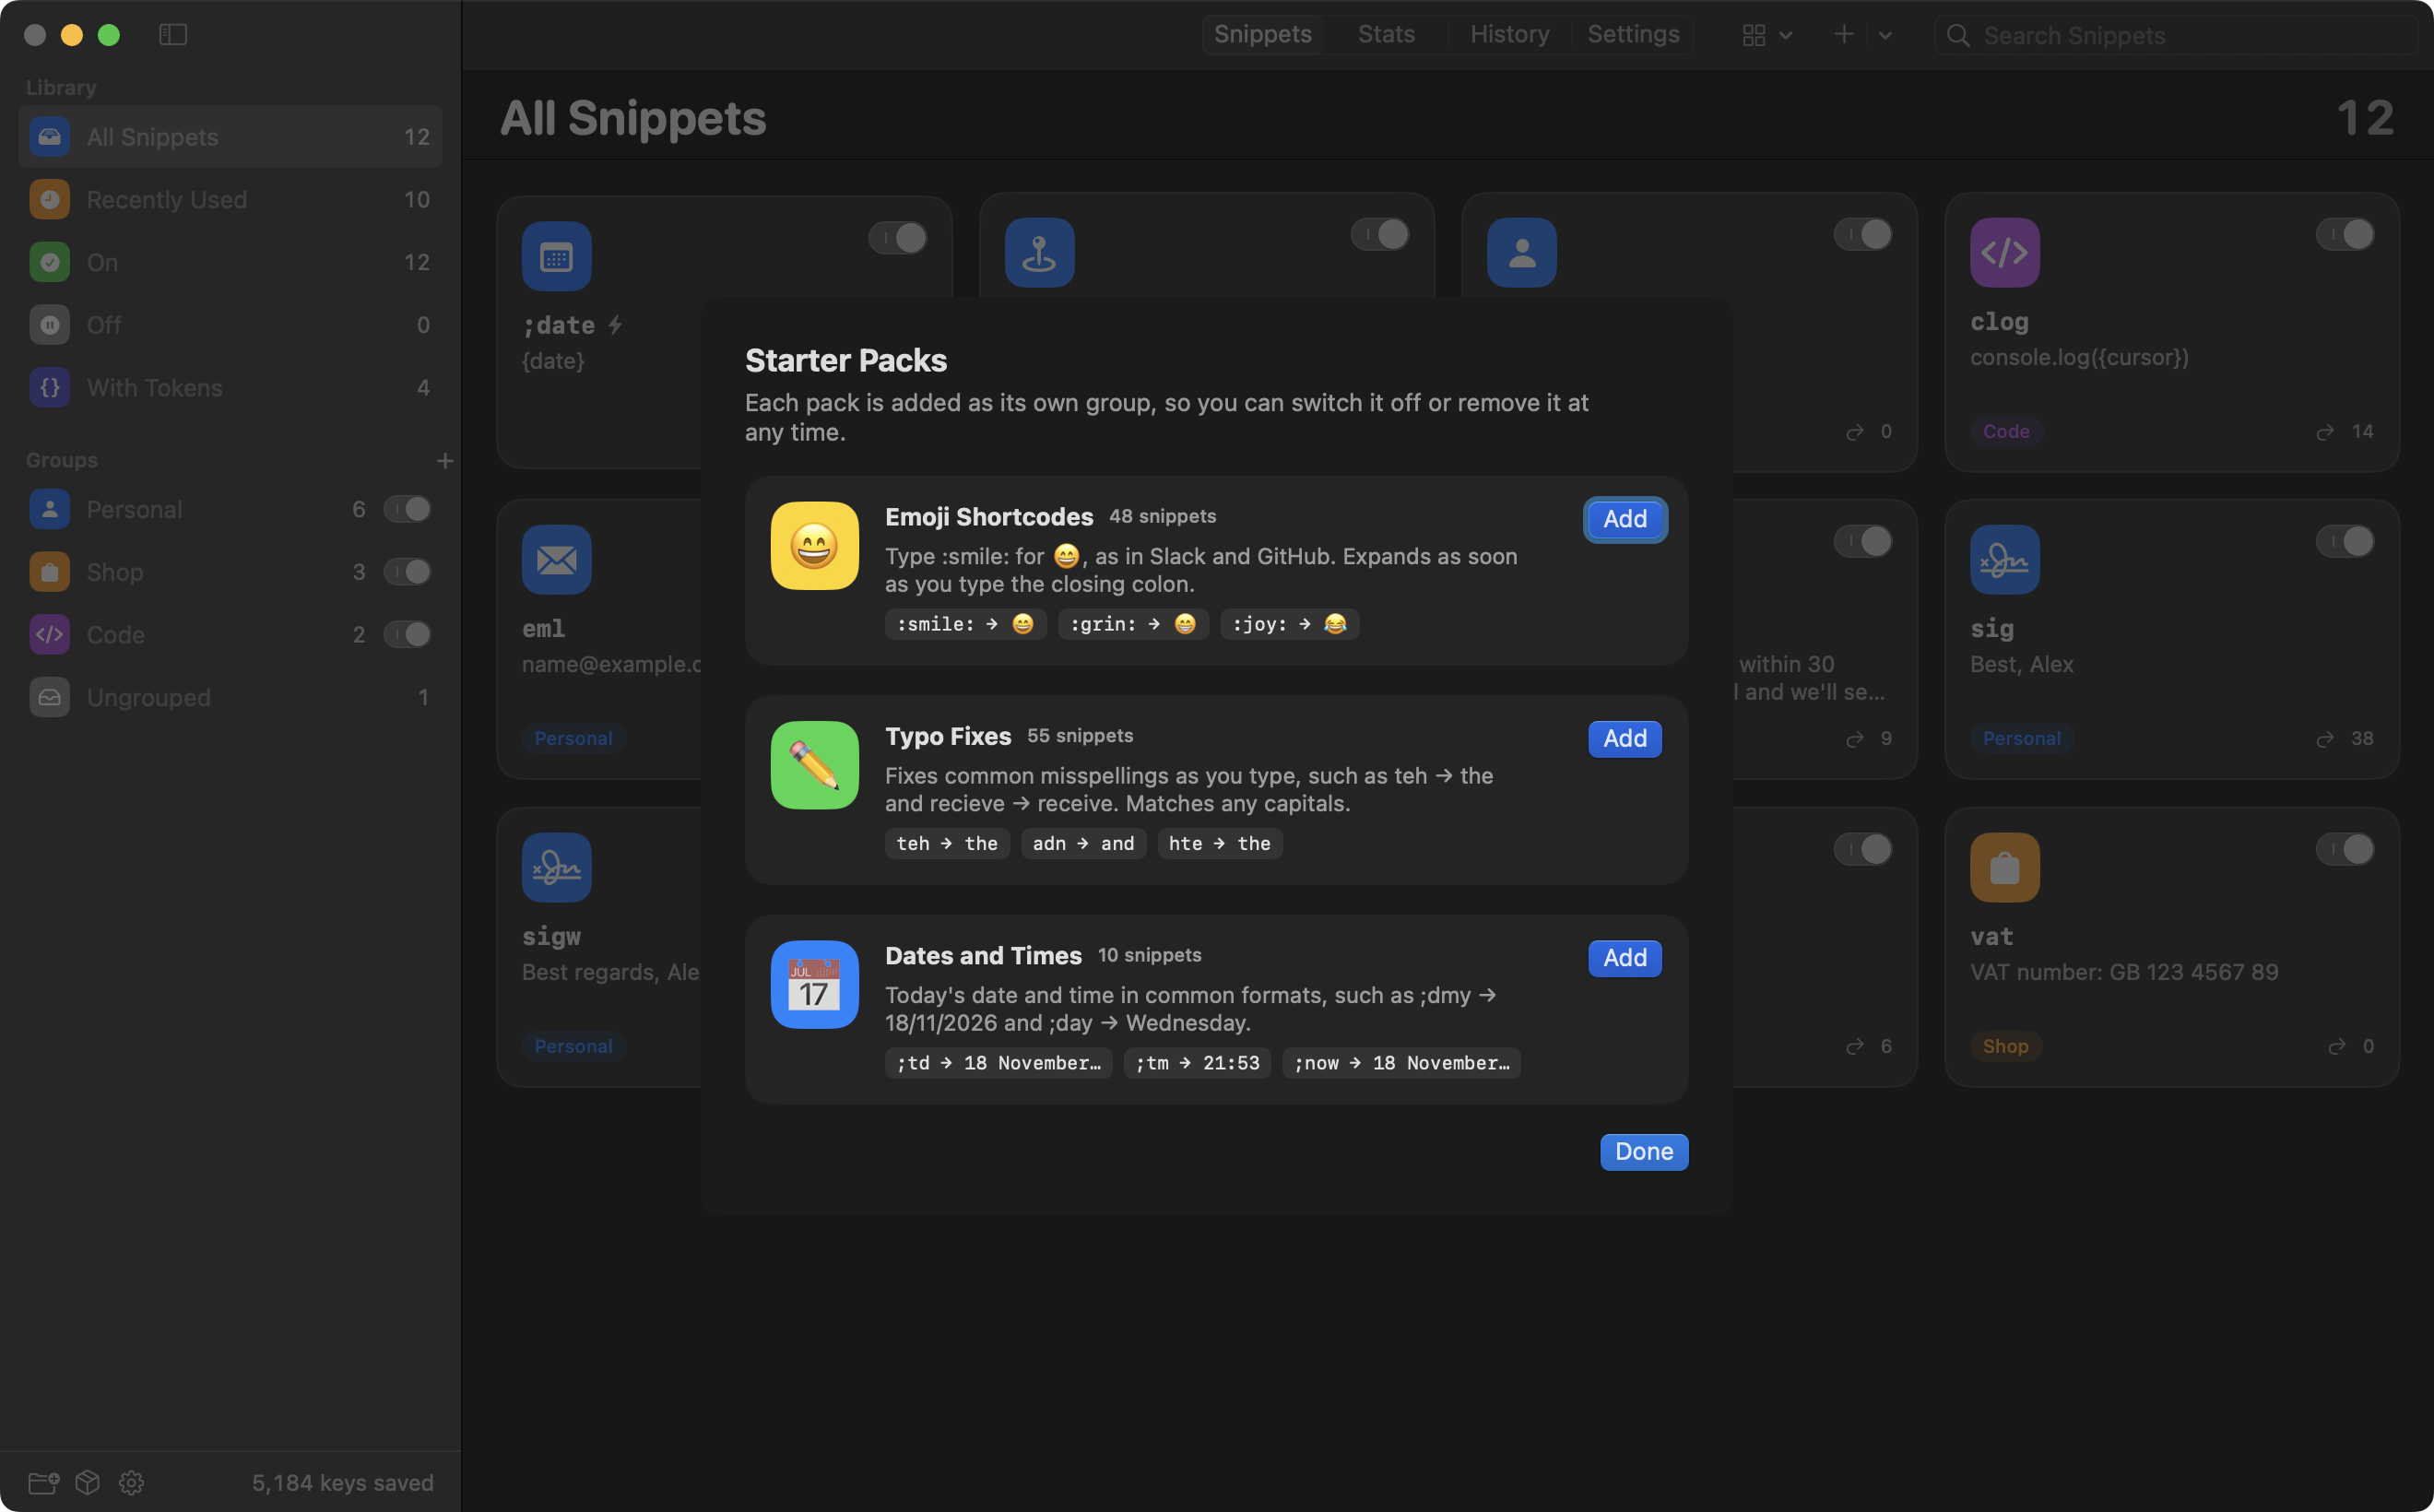 Snippets
Stats
History
Settings
Search Snippets
Library
All Snippets 12
Recently Used 10
On 12
Off 0
With Tokens 4
Groups
Personal 6
Shop 3
Code 2
Ungrouped 1
5,184 keys saved
All Snippets 12
;date
{date}
0
clog
console.log({cursor})
Code 14
eml
name@example.c
Personal
within 30
l and we'll se...
9
sig
Best, Alex
Personal 38
sigw
Best regards, Ale
Personal
6
vat
VAT number: GB 123 4567 89
Shop 0
Starter Packs
Each pack is added as its own group, so you can switch it off or remove it at
any time.
Emoji Shortcodes 48 snippets
Add
Type :smile: for 😄, as in Slack and GitHub. Expands as soon
as you type the closing colon.
:smile: → 😄 :grin: → 😁 :joy: → 😂
Typo Fixes 55 snippets
Add
Fixes common misspellings as you type, such as teh → the
and recieve → receive. Matches any capitals.
teh → the adn → and hte → the
JUL
17
Dates and Times 10 snippets
Add
Today's date and time in common formats, such as ;dmy →
18/11/2026 and ;day → Wednesday.
;td → 18 November… ;tm → 21:53 ;now → 18 November…
Done